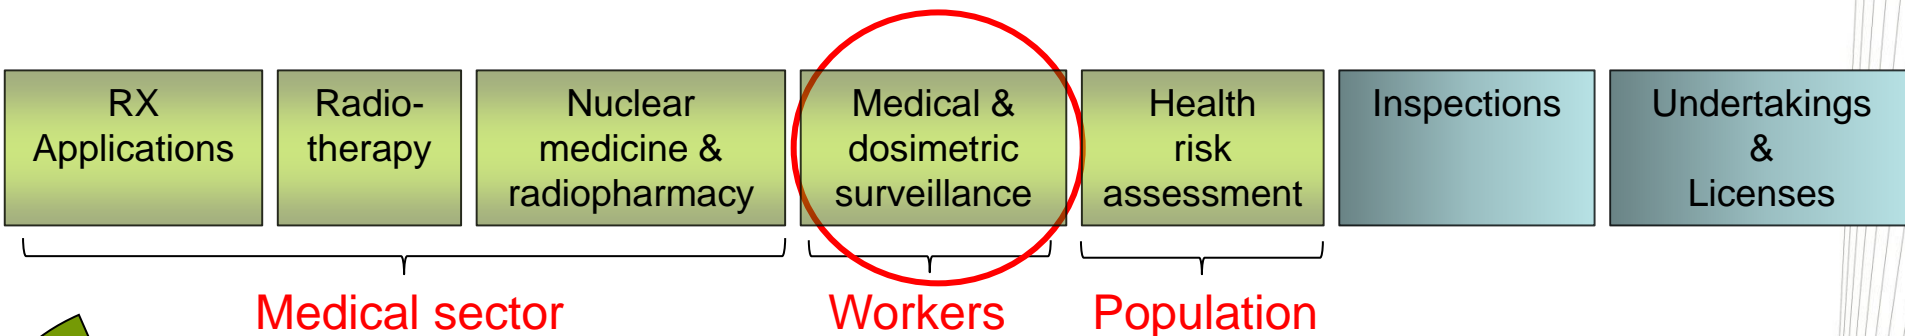 RX
Applications
Radio-
therapy
Nuclear
medicine &
radiopharmacy
Medical &
dosimetric
surveillance
Health
risk
assessment
Inspections
Undertakings
&
Licenses
Medical sector
Workers
Population